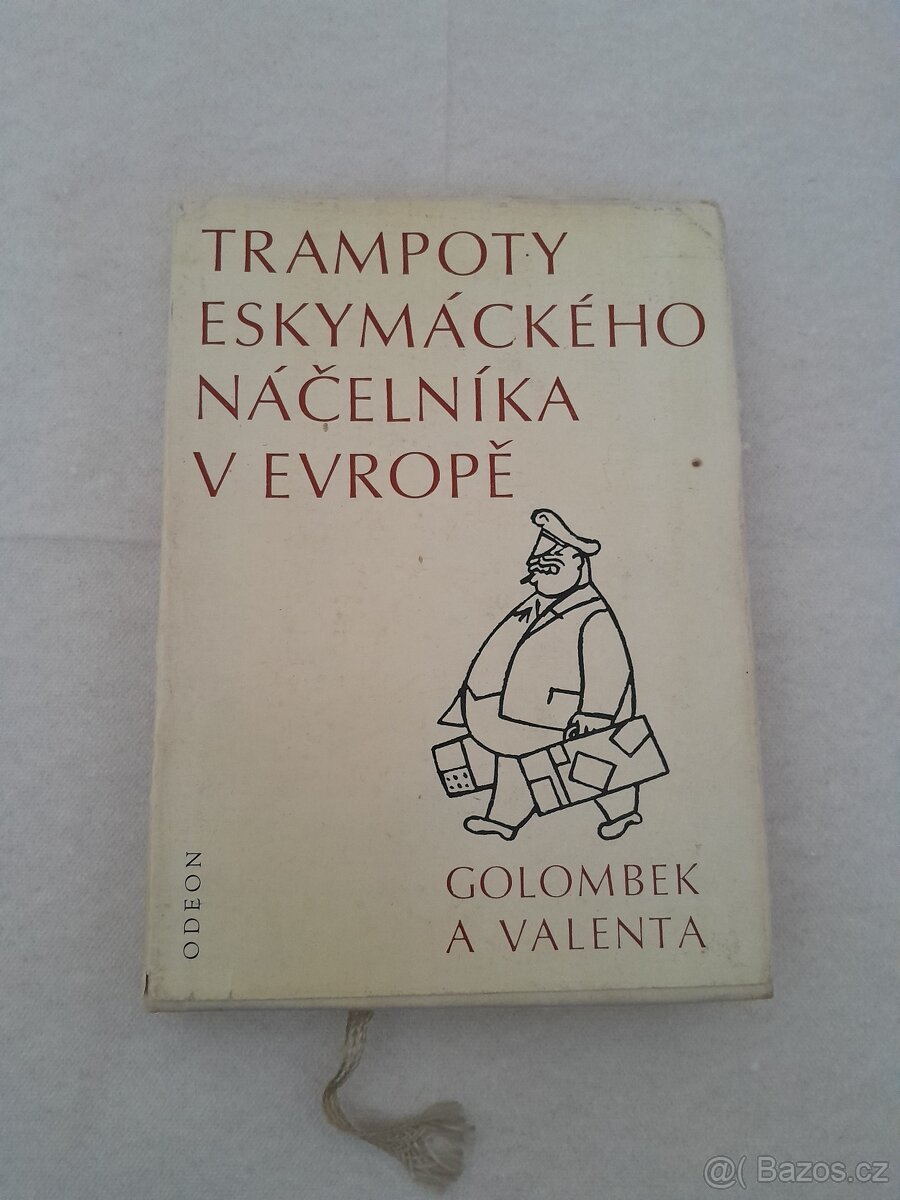 TRAMPOTY
ESKYMÁCKÉHO
NÁČELNÍKA
V EVROPĚ
ODEON
GOLOMBEK
A VALENTA
@( Bazos.cz